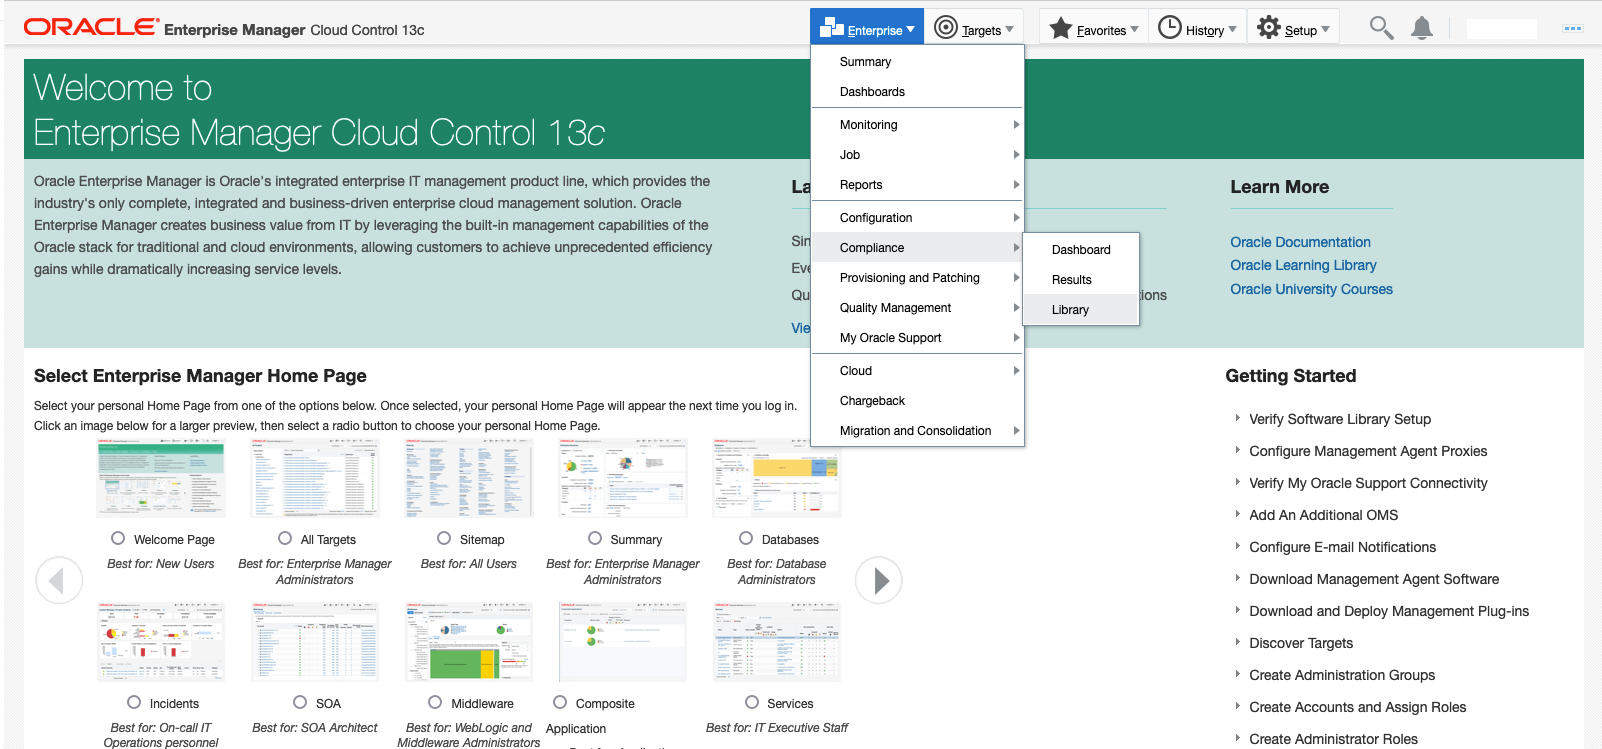 ORACLE Enterprise Manager Cloud Control 13c
Enterprise
Targets
Favorites
History
Setup
Summary
Dashboards
Monitoring
Job
Reports
Configuration
Compliance
Provisioning and Patching
Quality Management
My Oracle Support
Cloud
Chargeback
Migration and Consolidation
Dashboard
Results
Library
Welcome to
Enterprise Manager Cloud Control 13c
Oracle Enterprise Manager is Oracle's integrated enterprise IT management product line, which provides the
industry's only complete, integrated and business-driven enterprise cloud management solution. Oracle
Enterprise Manager creates business value from IT by leveraging the built-in management capabilities of the
Oracle stack for traditional and cloud environments, allowing customers to achieve unprecedented efficiency
gains while dramatically increasing service levels.
Learn More
Oracle Documentation
Oracle Learning Library
Oracle University Courses
Select Enterprise Manager Home Page
Select your personal Home Page from one of the options below. Once selected, your personal Home Page will appear the next time you log in.
Click an image below for a larger preview, then select a radio button to choose your personal Home Page.
Welcome Page
Best for: New Users
All Targets
Best for: Enterprise Manager
Administrators
Sitemap
Best for: All Users
Summary
Best for: Enterprise Manager
Administrators
Databases
Best for: Database
Administrators
Incidents
Best for: On-call IT
Operations personnel
SOA
Best for: SOA Architect
Middleware
Best for: WebLogic and
Middleware Administrators
Composite
Application
Services
Best for: IT Executive Staff
Getting Started
Verify Software Library Setup
Configure Management Agent Proxies
Verify My Oracle Support Connectivity
Add An Additional OMS
Configure E-mail Notifications
Download Management Agent Software
Download and Deploy Management Plug-ins
Discover Targets
Create Administration Groups
Create Accounts and Assign Roles
Create Administrator Roles